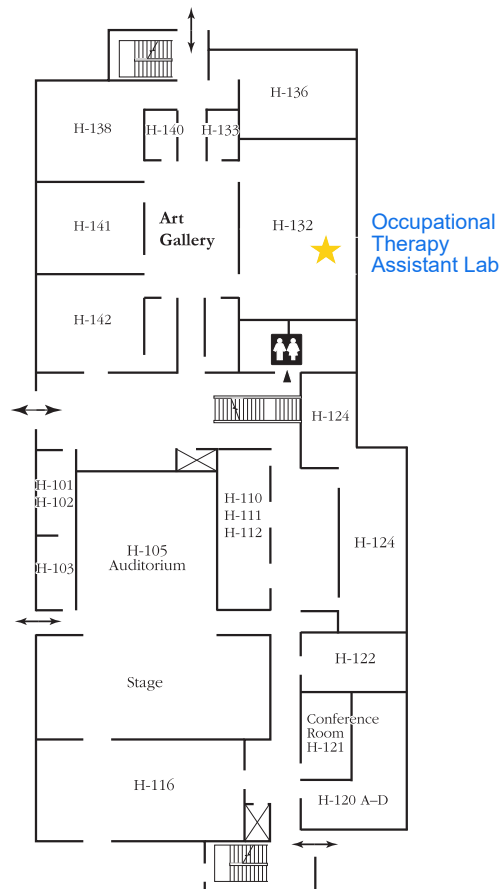 H-136
H-138
H-140
H-133
H-141
Art
Gallery
H-132
Occupational
Therapy
Assistant Lab
H-142
H-124
H-101
H-102
H-110
H-111
H-112
H-105
Auditorium
H-124
H-103
H-122
Stage
Conference
Room
H-121
H-116
H-120 A–D